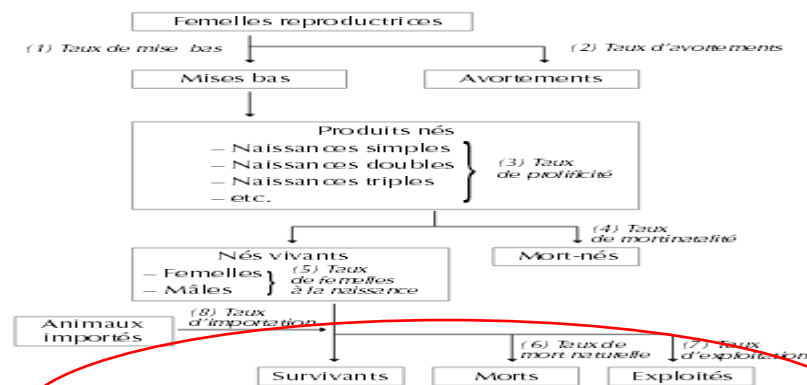 Femelles reproductrices
(1) Taux de mise bas
(2) Taux d'avortements
Mises bas
Avortements
Produits nés
– Naissances simples
– Naissances doubles
– Naissances triples
– etc.
(3) Taux
de prolificité
(4) Taux
de mortinatalité
Nés vivants
– Femelles
– Mâles
(5) Taux
de femelles
à la naissance
Mort-nés
(8) Taux
d'importation
Animaux
importés
(6) Taux de
mort naturelle
(7) Taux
d'exploitation
Survivants
Morts
Exploités